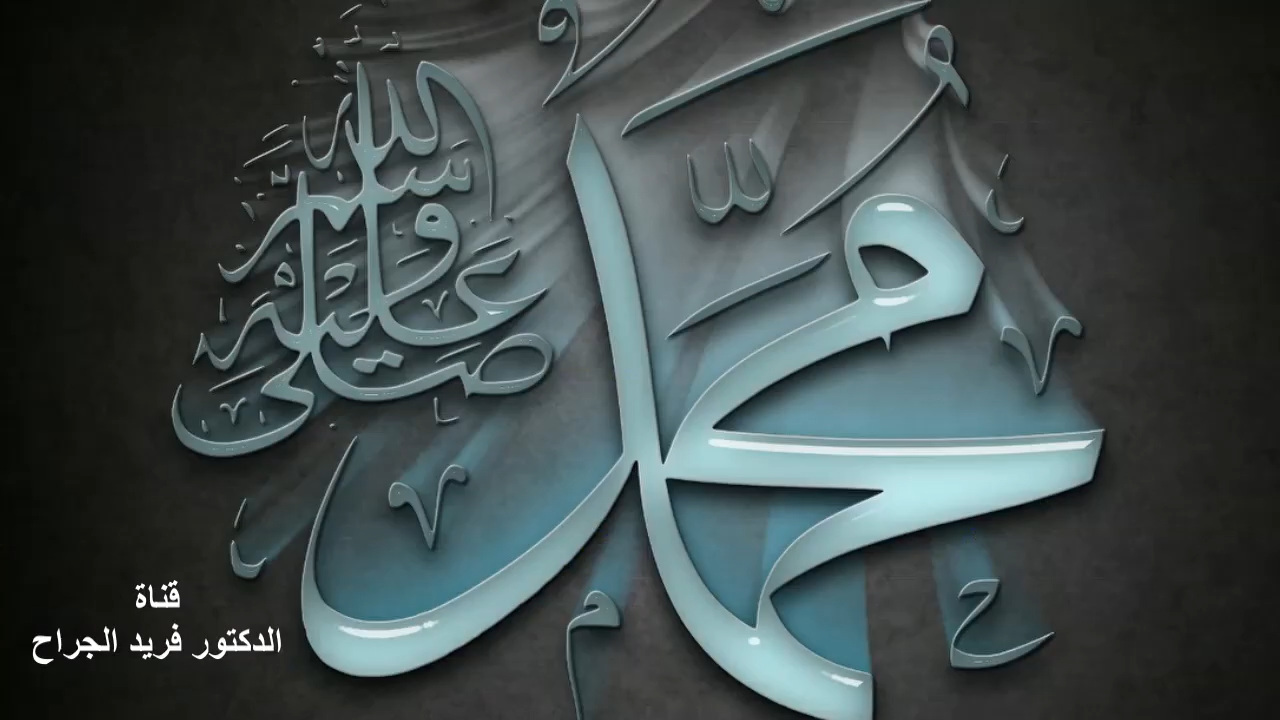 محمد
صلى الله عليه وسلم
قناة
الدكتور فريد الجراح